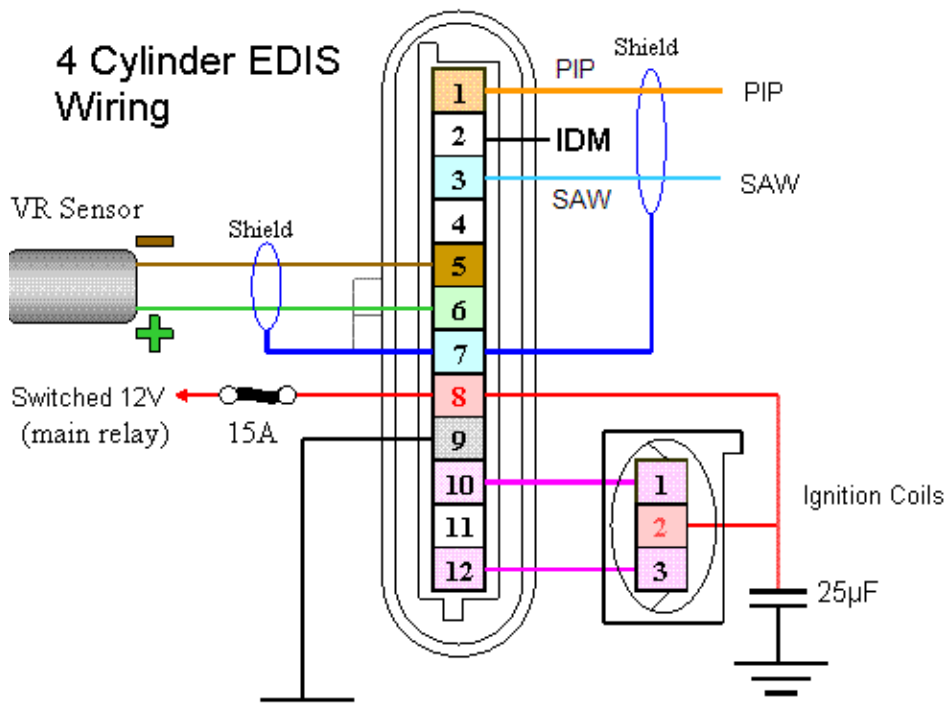 4 Cylinder EDIS
Wiring
Shield
PIP
PIP
IDM
SAW
SAW
VR Sensor
Shield
Switched 12V
(main relay)
15A
1
2
3
4
5
6
7
8
9
10
11
12
1
2
3
Ignition Coils
25µF